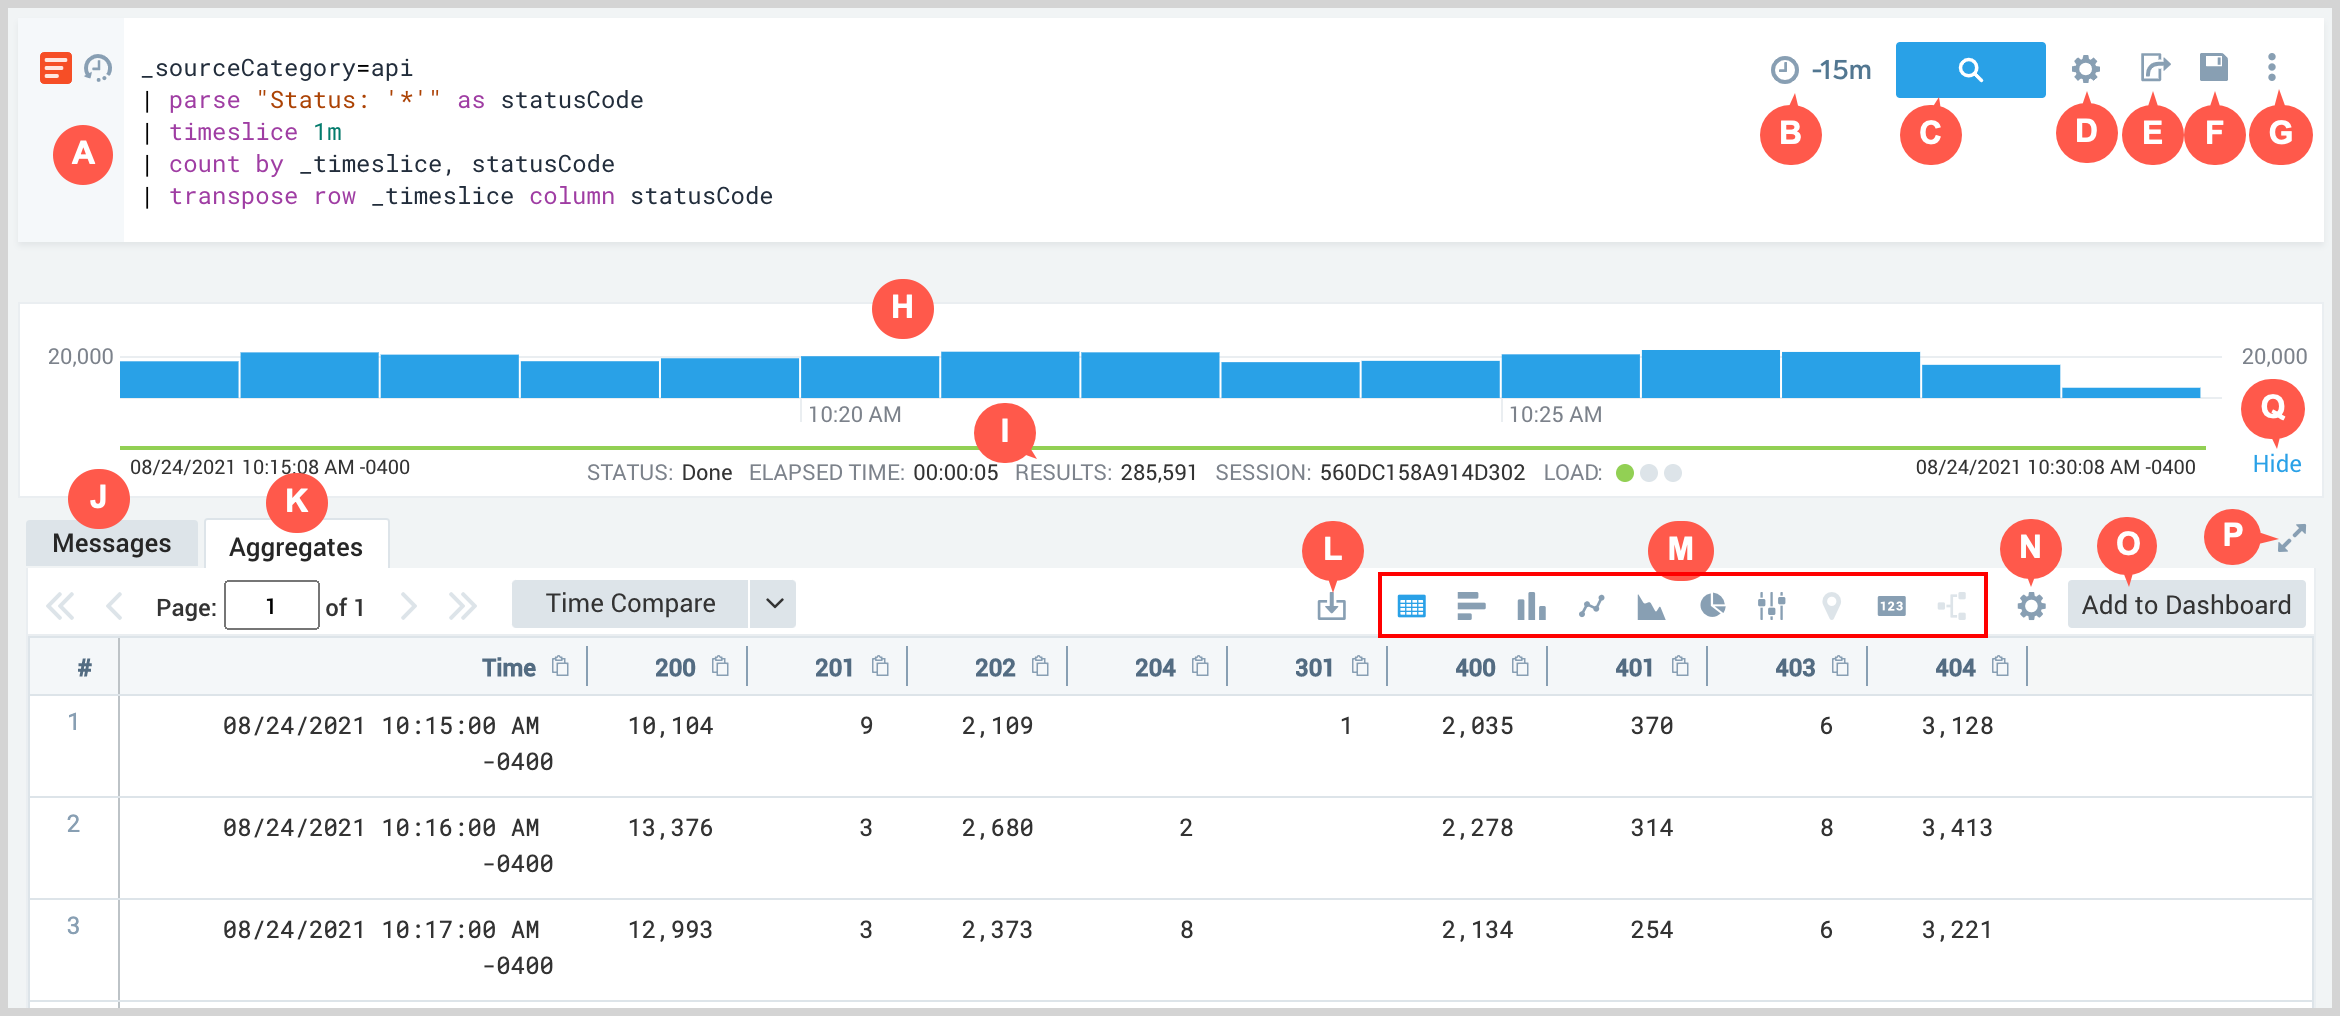 _sourceCategory=api
| parse "Status: '*'" as statusCode
| timeslice 1m
| count by _timeslice, statusCode
| transpose row _timeslice column statusCode
-15m
A
B
C
D
E
F
G
H
20,000
20,000
10:20 AM
10:25 AM
I
Q
08/24/2021 10:15:08 AM -0400
STATUS: Done ELAPSED TIME: 00:00:05 RESULTS: 285,591 SESSION: 560DC158A914D302 LOAD:
08/24/2021 10:30:08 AM -0400
Hide
J
K
L
M
N
O
P
Messages
Aggregates
Page: 1 of 1
Time Compare
123
Add to Dashboard
# Time 200 201 202 204 301 400 401 403 404
1 08/24/2021 10:15:00 AM 10,104 9 2,109 1 2,035 370 6 3,128
-0400
2 08/24/2021 10:16:00 AM 13,376 3 2,680 2 2,278 314 8 3,413
-0400
3 08/24/2021 10:17:00 AM 12,993 3 2,373 8 2,134 254 6 3,221
-0400